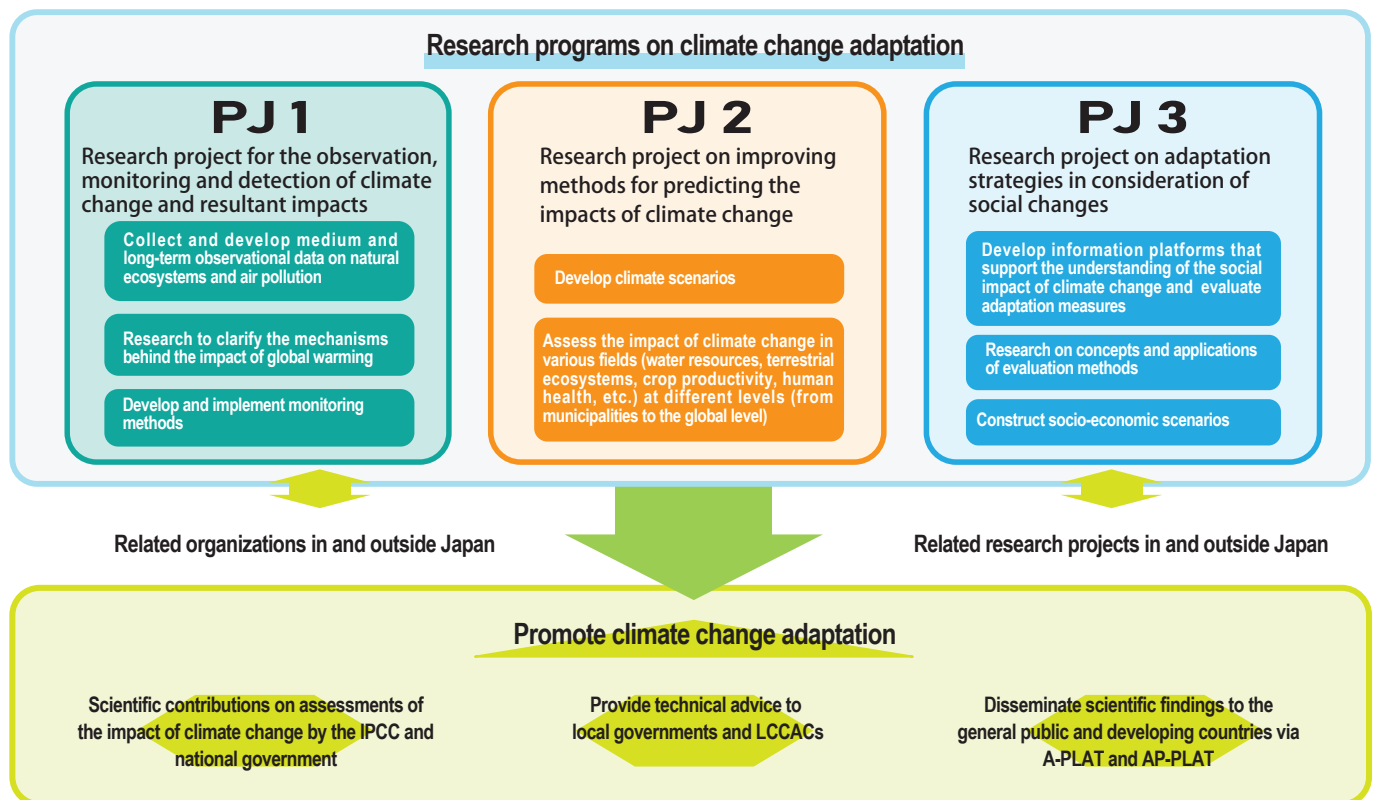 Research programs on climate change adaptation
PJ 1
Research project for the observation,
monitoring and detection of climate
change and resultant impacts
Collect and develop medium and
long-term observational data on natural
ecosystems and air pollution
Research to clarify the mechanisms
behind the impact of global warming
Develop and implement monitoring
methods
PJ 2
Research project on improving
methods for predicting the
impacts of climate change
Develop climate scenarios
Assess the impact of climate change in
various fields (water resources, terrestrial
ecosystems, crop productivity, human
health, etc.) at different levels (from
municipalities to the global level)
PJ 3
Research project on adaptation
strategies in consideration of
social changes
Develop information platforms that
support the understanding of the social
impact of climate change and evaluate
adaptation measures
Research on concepts and applications
of evaluation methods
Construct socio-economic scenarios
Related organizations in and outside Japan
Related research projects in and outside Japan
Promote climate change adaptation
Scientific contributions on assessments of
the impact of climate change by the IPCC and
national government
Provide technical advice to
local governments and LCCACs
Disseminate scientific findings to the
general public and developing countries via
A-PLAT and AP-PLAT